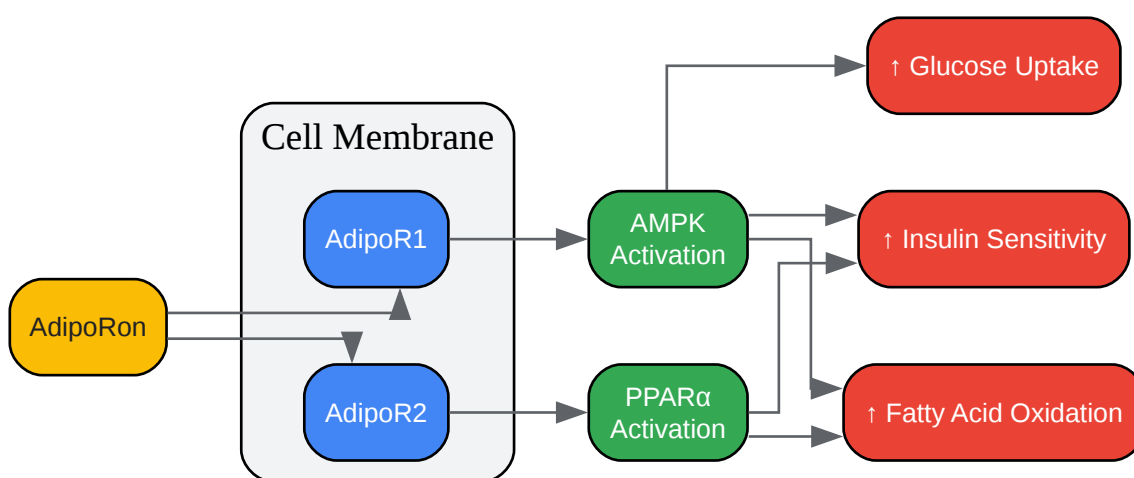 ↑ Glucose Uptake
Cell Membrane
AdipoR1
AMPK
Activation
↑ Insulin Sensitivity
AdipoRon
AdipoR2
PPARα
Activation
↑ Fatty Acid Oxidation